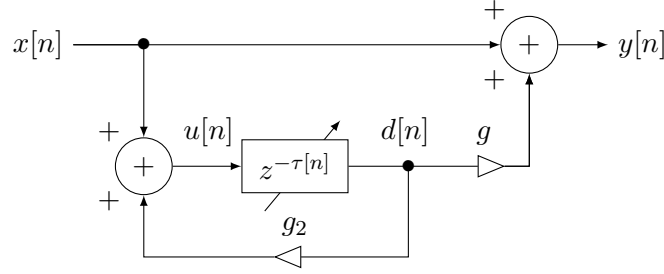 +
x[n] + y[n]
+
+ u[n] d[n] g
+ z^{-τ[n]}
+
g₂